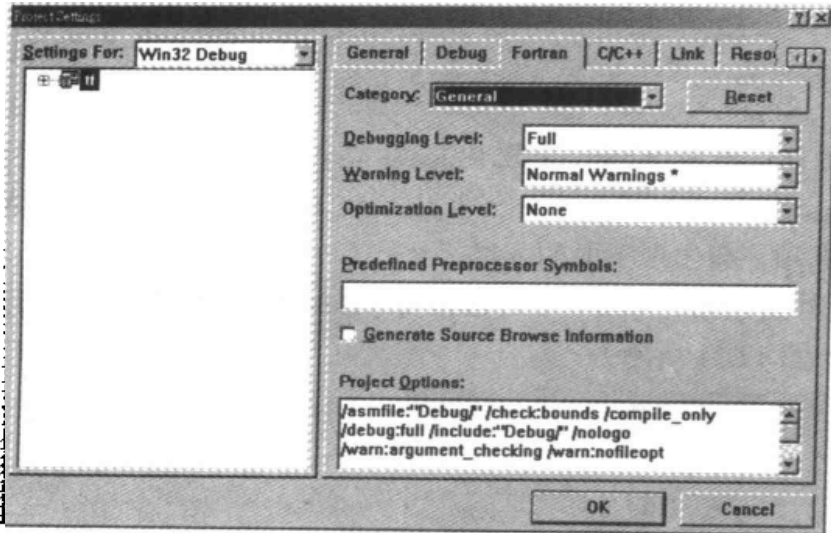 Project Settings
Settings For: Win32 Debug
tt
General Debug Fortran C/C++ Link Resou
Category: General Reset
Debugging Level: Full
Warning Level: Normal Warnings *
Optimization Level: None
Predefined Preprocessor Symbols:
Generate Source Browse Information
Project Options:
/asmfile:"Debug/" /check:bounds /compile_only
/debug:full /include:"Debug/" /nologo
/warn:argument_checking /warn:nofileopt
OK Cancel